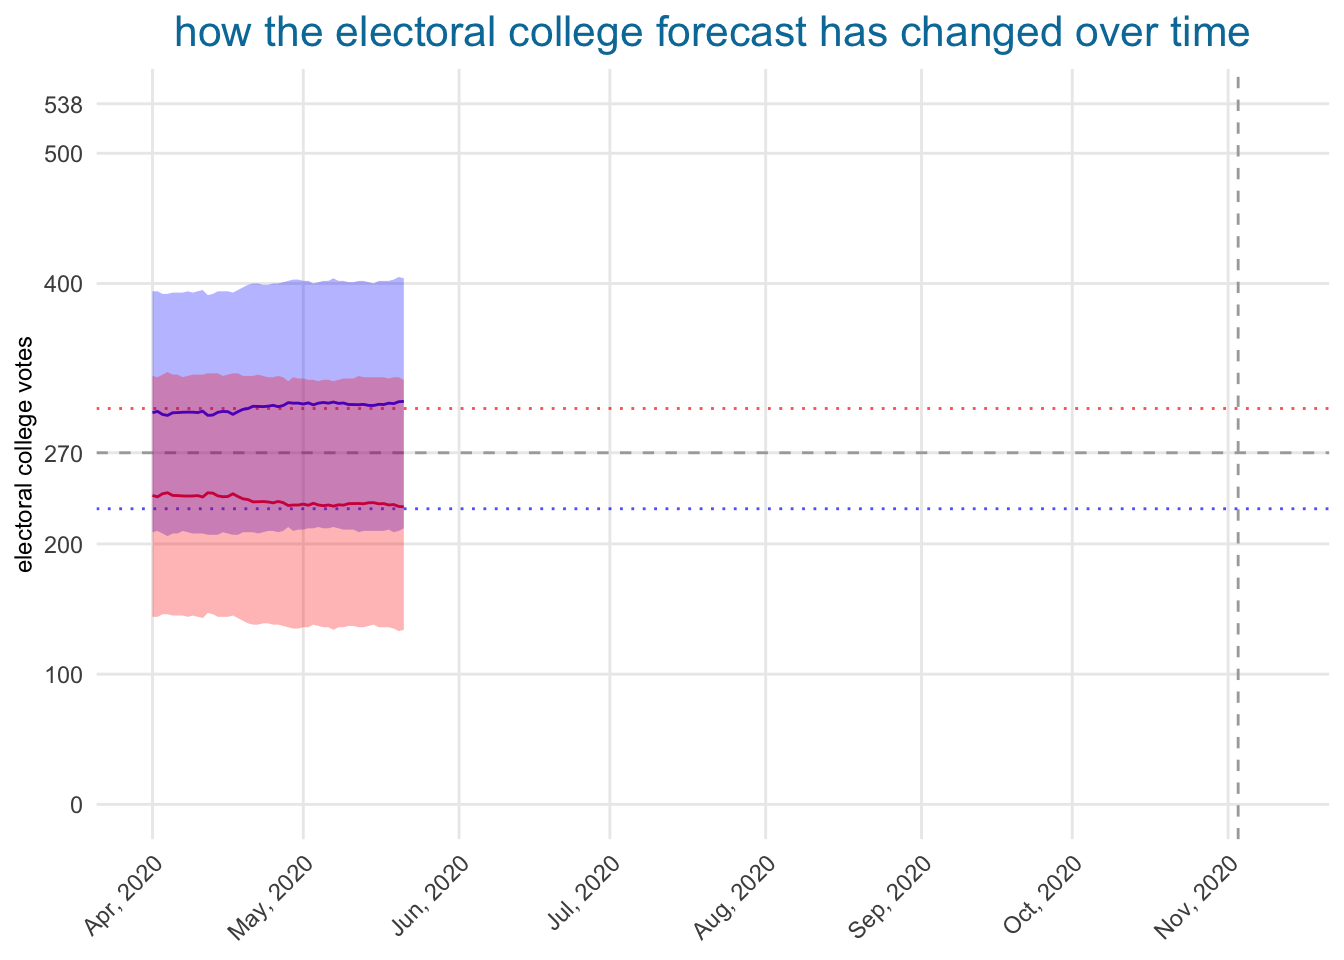 how the electoral college forecast has changed over time
538
500
400
270
200
100
0
electoral college votes
Apr, 2020
May, 2020
Jun, 2020
Jul, 2020
Aug, 2020
Sep, 2020
Oct, 2020
Nov, 2020